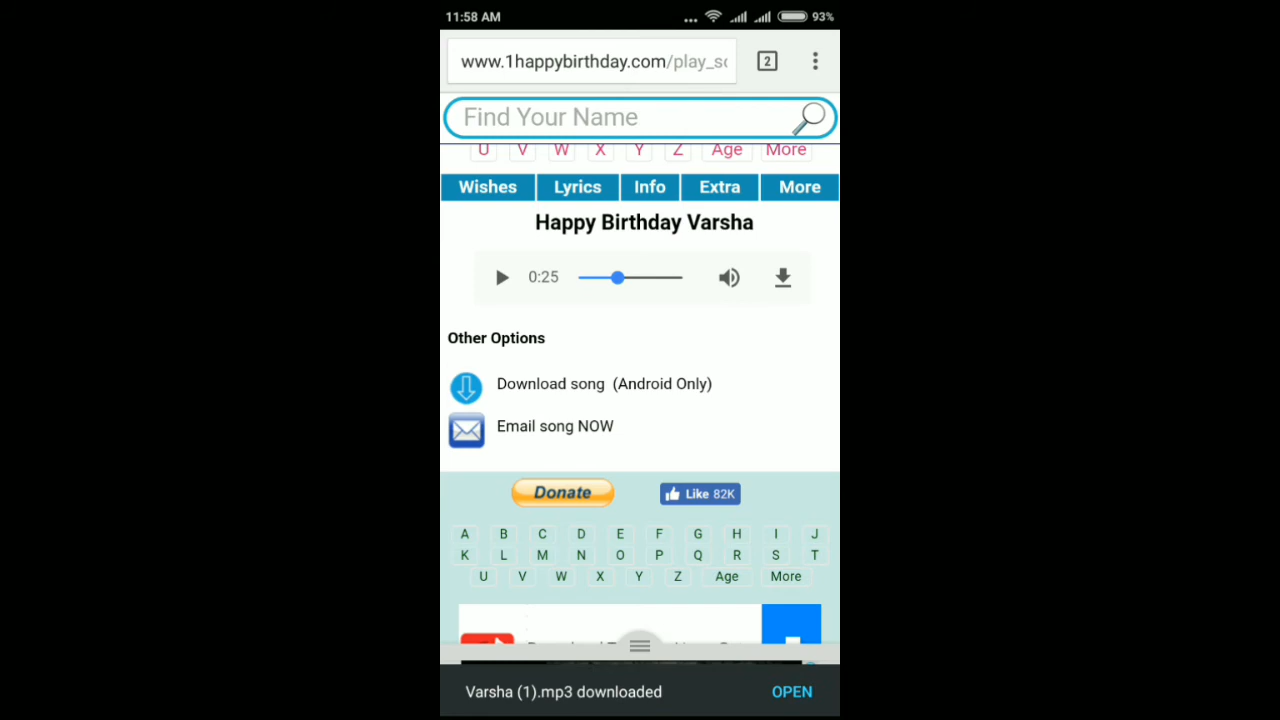 11:58 AM ... 93%
www.1happybirthday.com/play_so 2
Find Your Name
U V W X Y Z Age More
Wishes Lyrics Info Extra More
Happy Birthday Varsha
0:25
Other Options
Download song (Android Only)
Email song NOW
Donate Like 82K
A B C D E F G H I J
K L M N O P Q R S T
U V W X Y Z Age More
Varsha (1).mp3 downloaded OPEN